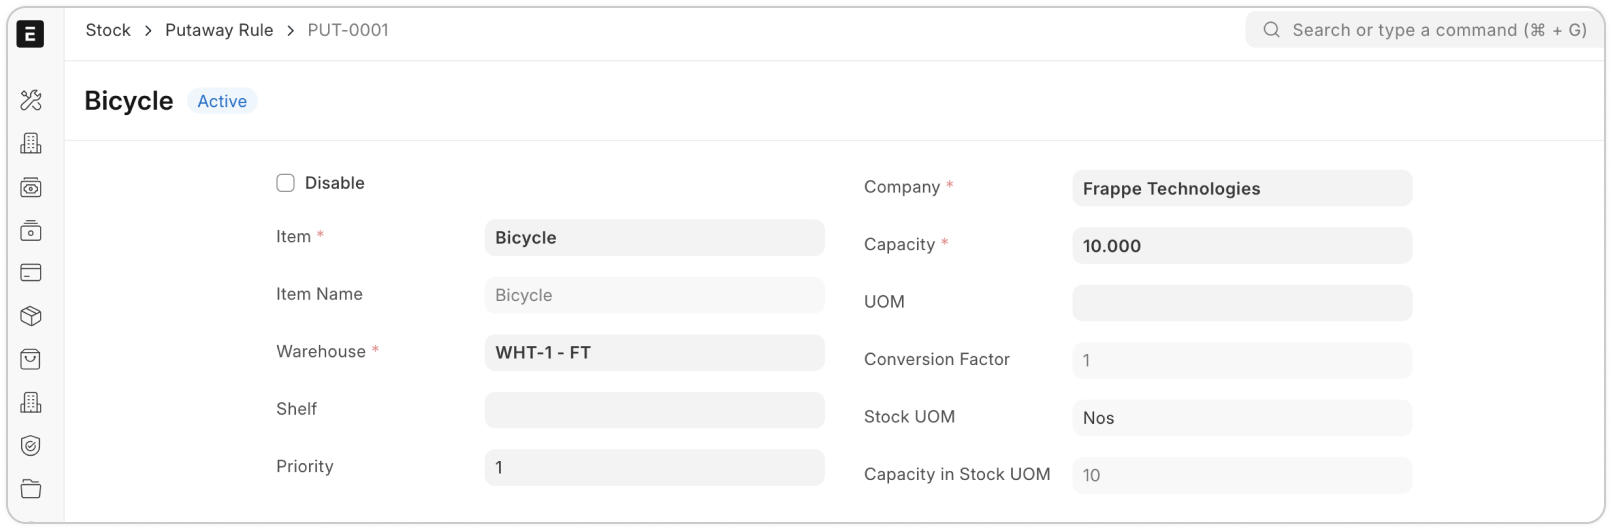 E
Stock > Putaway Rule > PUT-0001
Search or type a command (⌘ + G)
Bicycle Active
Disable
Item *
Bicycle
Item Name
Bicycle
Warehouse *
WHT-1 - FT
Shelf
Priority
1
Company *
Frappe Technologies
Capacity *
10.000
UOM
Conversion Factor
1
Stock UOM
Nos
Capacity in Stock UOM
10